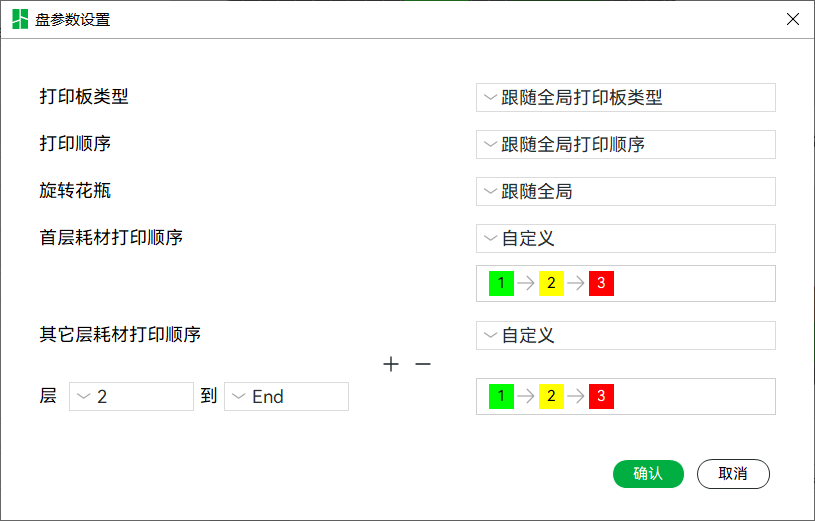 盘参数设置
打印板类型 跟随全局打印板类型
打印顺序 跟随全局打印顺序
旋转花瓶 跟随全局
首层耗材打印顺序 自定义
1 2 3
其它层耗材打印顺序 自定义
层 2 到 End 1 2 3
确认 取消